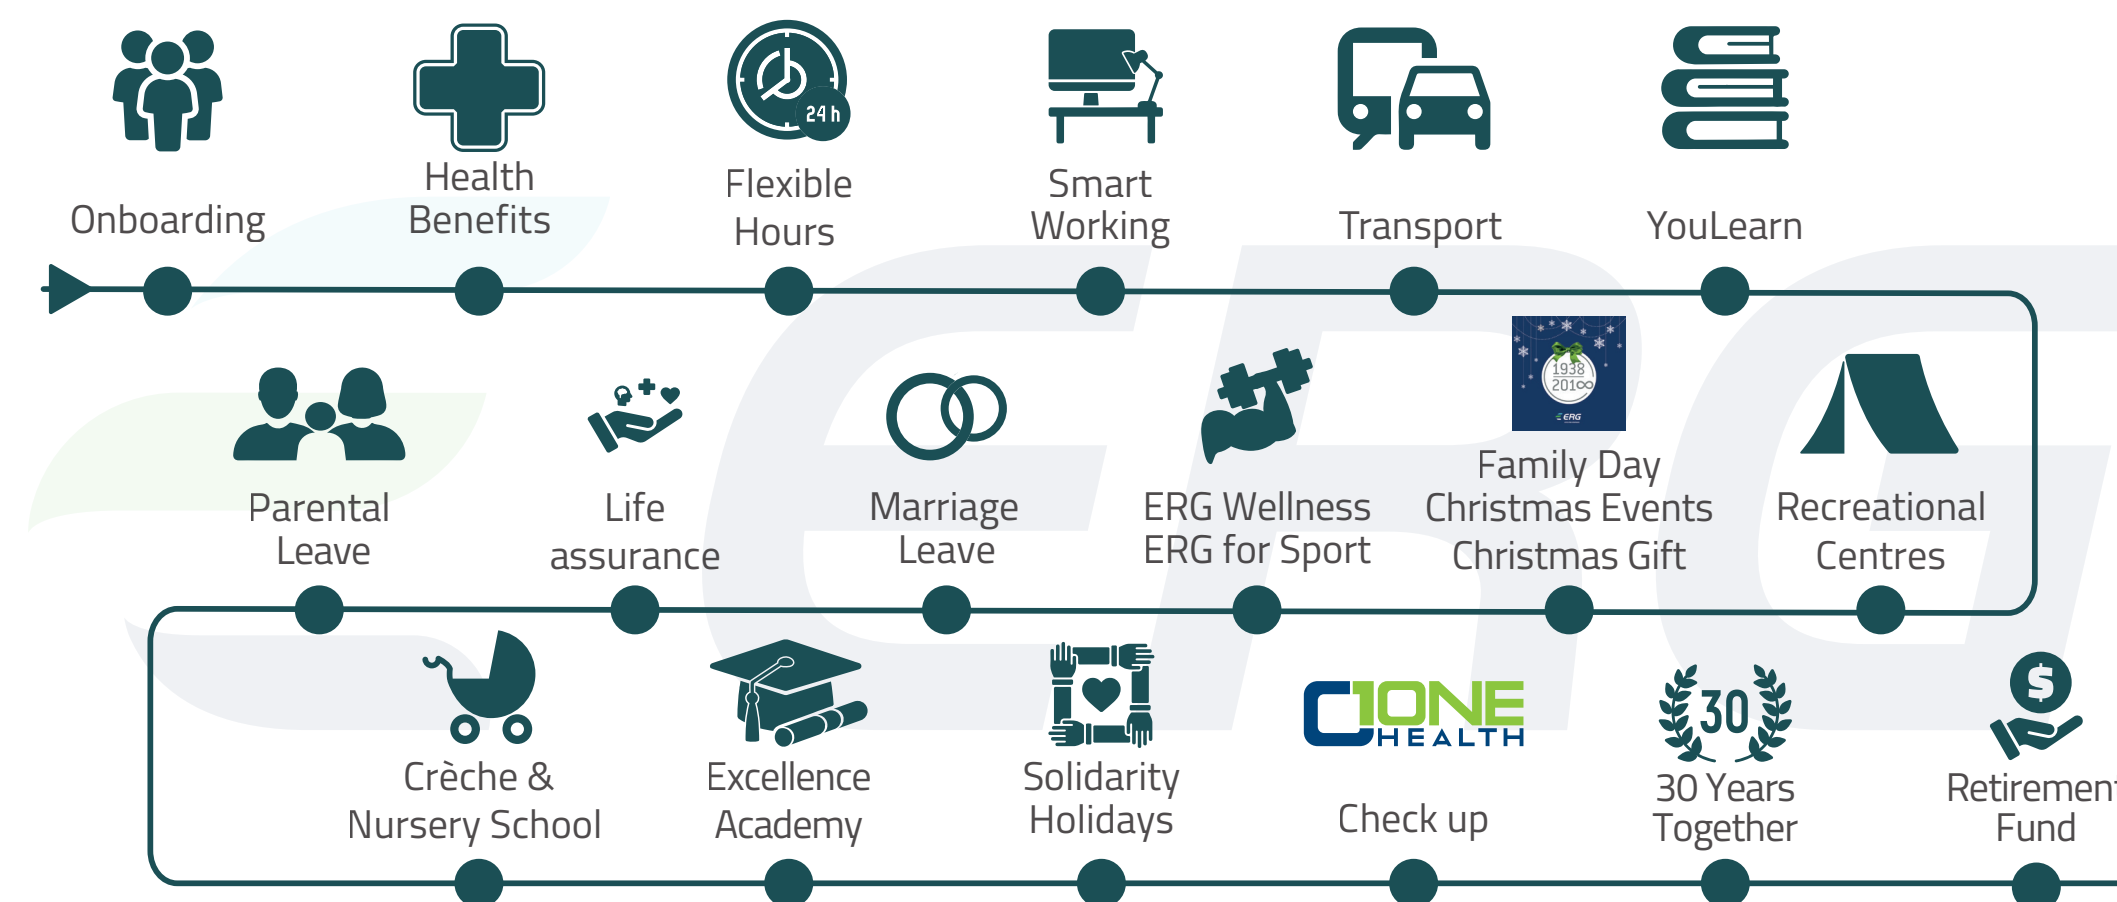 24 h
Onboarding
Health
Benefits
Flexible
Hours
Smart
Working
Transport
YouLearn
Parental
Leave
Life
assurance
Marriage
Leave
ERG Wellness
ERG for Sport
1938
201∞
ERG
Family Day
Christmas Events
Christmas Gift
Recreational
Centres
Crèche &
Nursery School
Excellence
Academy
Solidarity
Holidays
C1ONE
HEALTH
Check up
30
30 Years
Together
$
Retirement
Fund
ERG